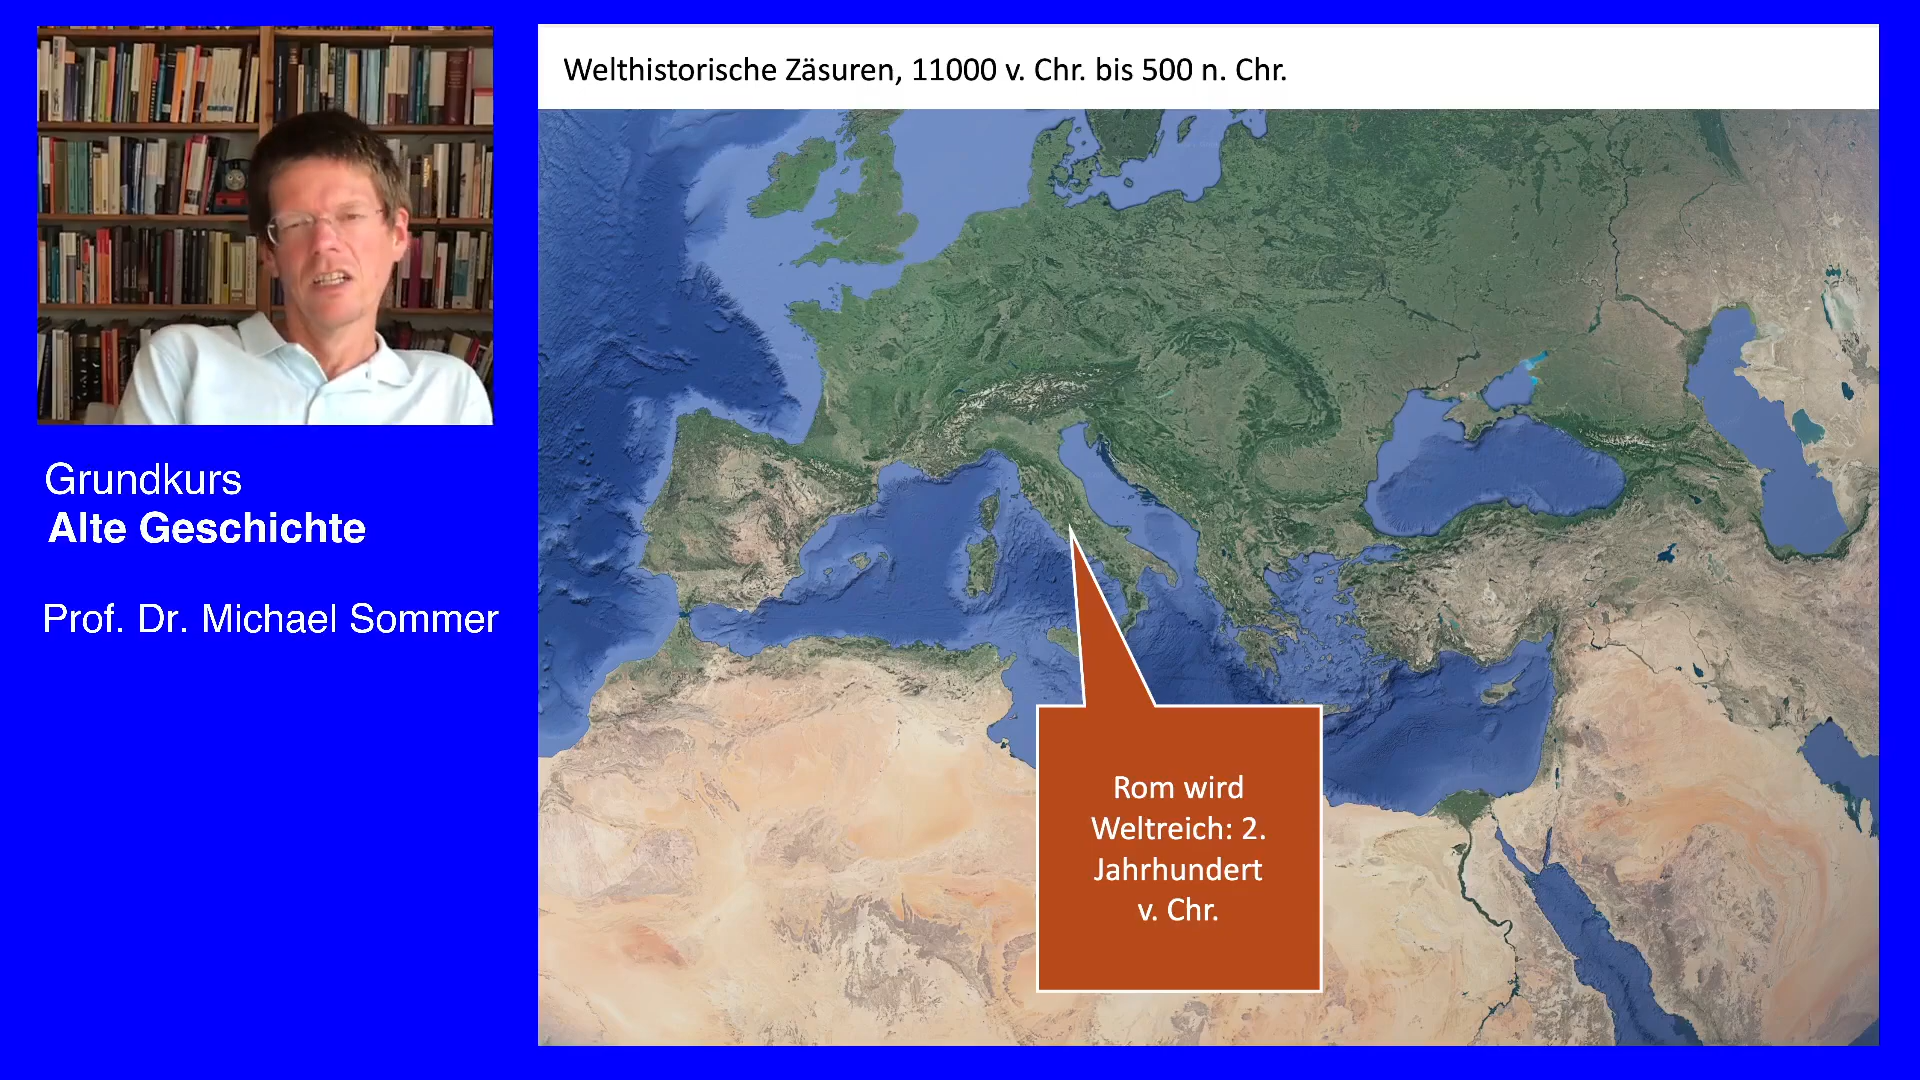 Welthistorische Zäsuren, 11000 v. Chr. bis 500 n. Chr.
Grundkurs
Alte Geschichte
Prof. Dr. Michael Sommer
Rom wird
Weltreich: 2.
Jahrhundert
v. Chr.